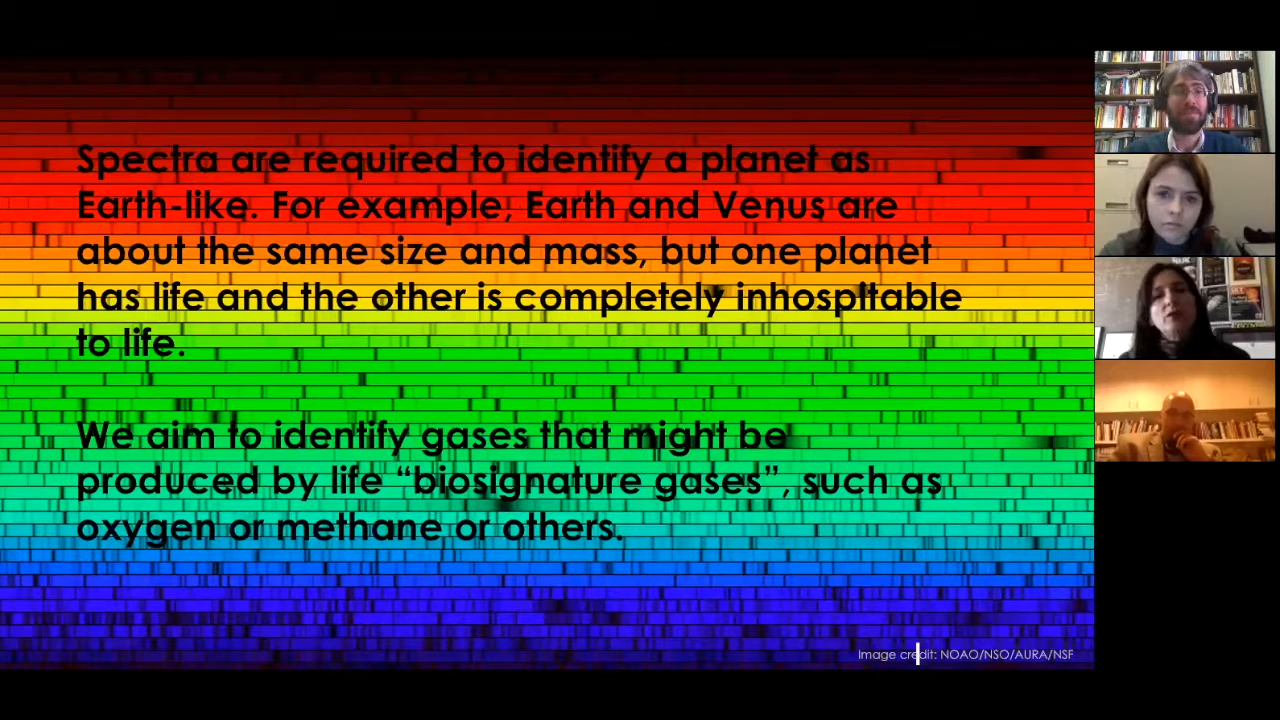 Spectra are required to identify a planet as
Earth-like. For example, Earth and Venus are
about the same size and mass, but one planet
has life and the other is completely inhospitable
to life.
We aim to identify gases that might be
produced by life “biosignature gases”, such as
oxygen or methane or others.
Image credit: NOAO/NSO/AURA/NSF